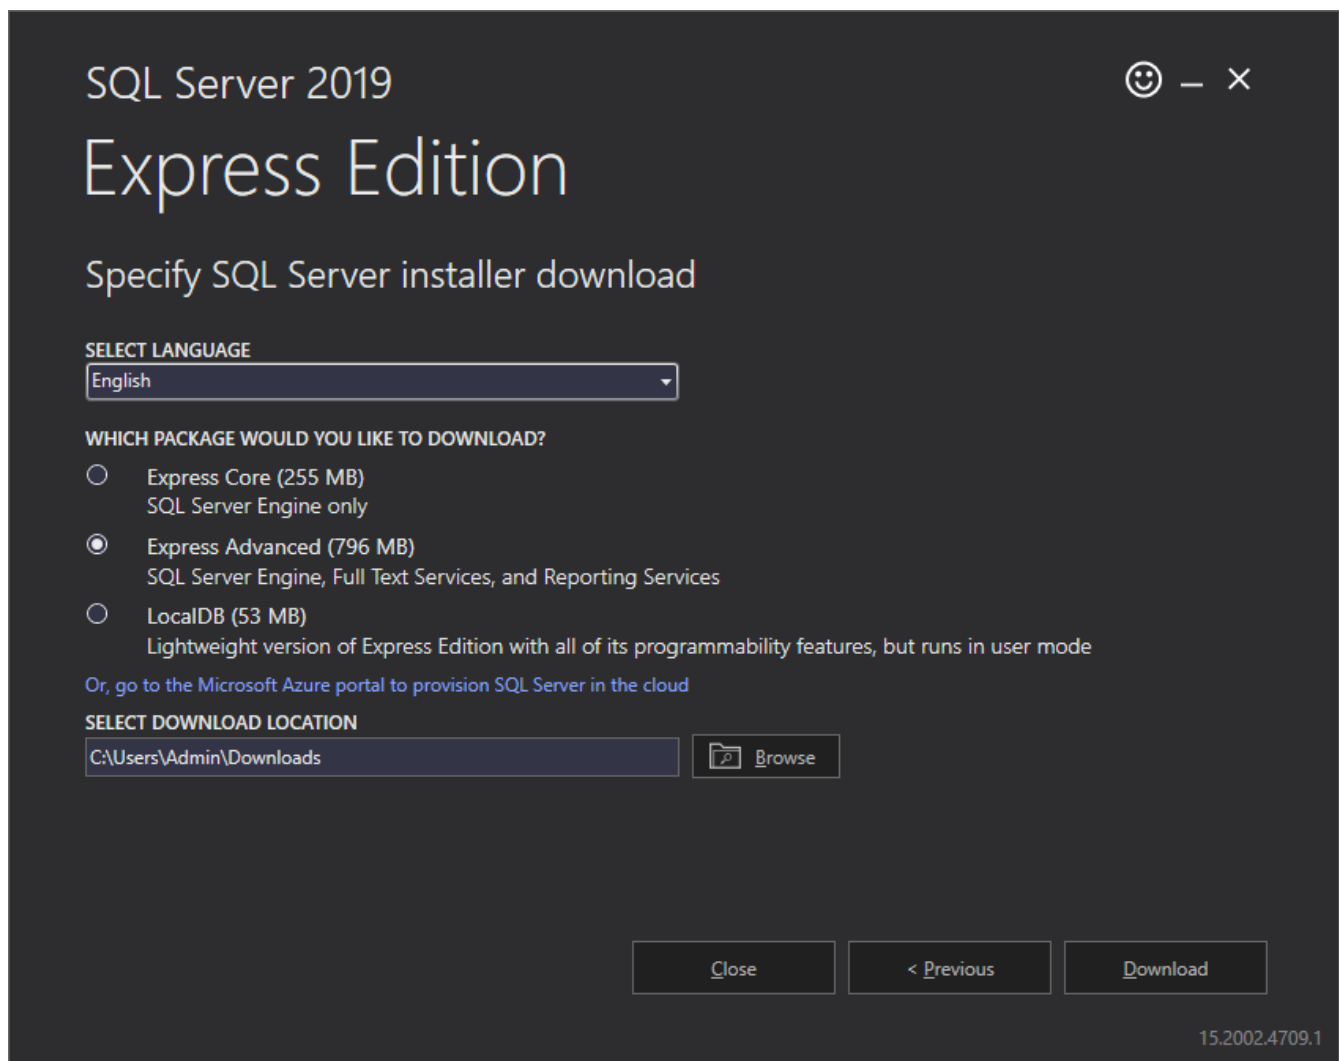 SQL Server 2019
Express Edition
Specify SQL Server installer download
SELECT LANGUAGE
English
WHICH PACKAGE WOULD YOU LIKE TO DOWNLOAD?
Express Core (255 MB)
SQL Server Engine only
Express Advanced (796 MB)
SQL Server Engine, Full Text Services, and Reporting Services
LocalDB (53 MB)
Lightweight version of Express Edition with all of its programmability features, but runs in user mode
Or, go to the Microsoft Azure portal to provision SQL Server in the cloud
SELECT DOWNLOAD LOCATION
C:\Users\Admin\Downloads
Browse
Close
< Previous
Download
15.2002.4709.1